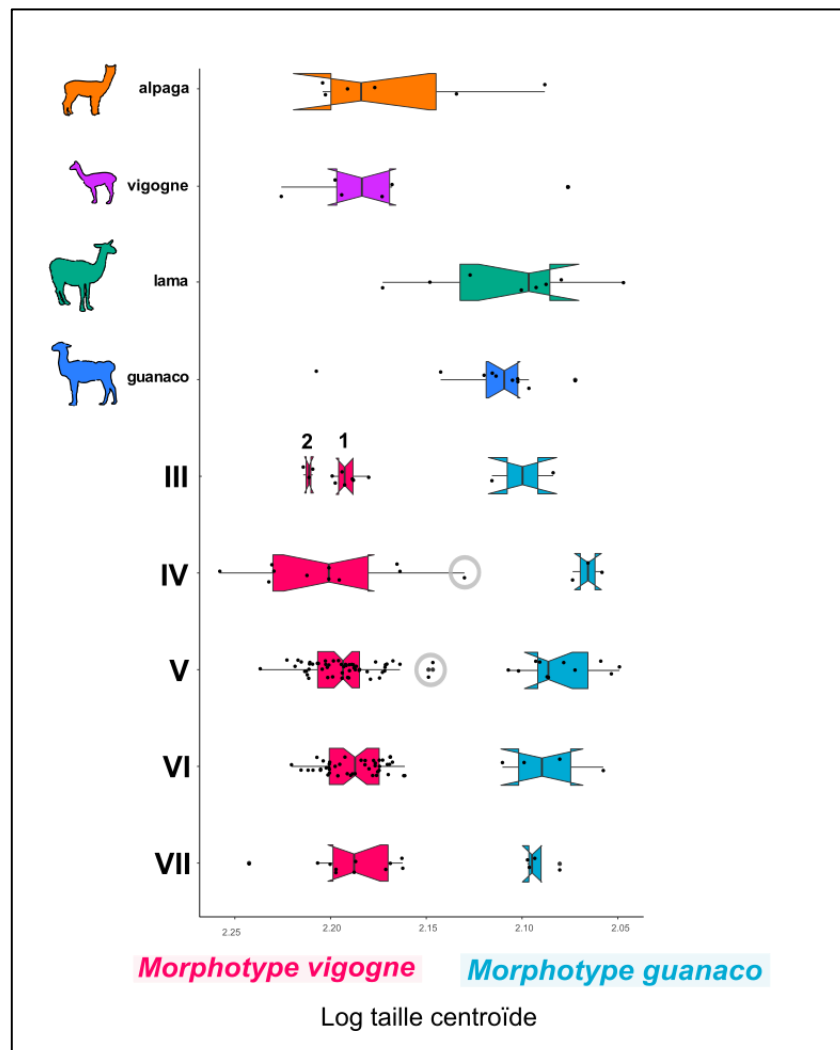 alpaga
vigogne
lama
guanaco
2 1
III
IV
V
VI
VII
2.25 2.20 2.15 2.10 2.05
Morphotype vigogne Morphotype guanaco
Log taille centroïde